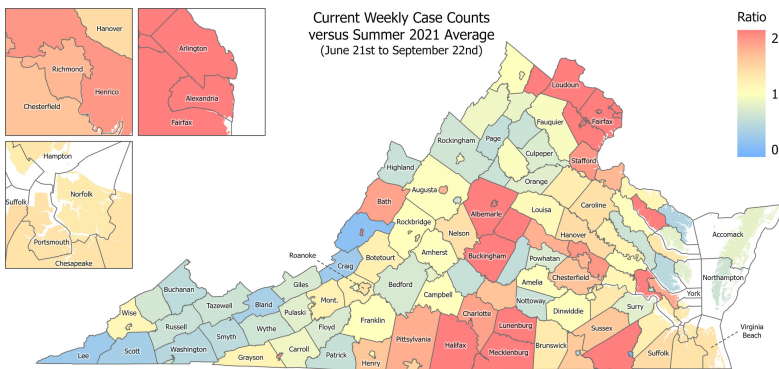 Current Weekly Case Counts
versus Summer 2021 Average
(June 21st to September 22nd)
Ratio
2
1
0
Hanover
Richmond
Henrico
Chesterfield
Arlington
Alexandria
Fairfax
Hampton
Norfolk
Suffolk
Portsmouth
Chesapeake
Loudoun
Fauquier
Fairfax
Rockingham
Page
Culpeper
Stafford
Highland
Orange
Augusta
Bath
Albemarle
Louisa
Caroline
Rockbridge
Nelson
Hanover
Accomack
Roanoke
Craig
Botetourt
Amherst
Buckingham
Powhatan
Chesterfield
Northampton
Buchanan
Giles
Bedford
Amelia
York
Tazewell
Bland
Mont.
Campbell
Nottoway
Surry
Wise
Pulaski
Dinwiddie
Russell
Wythe
Floyd
Franklin
Charlotte
Smyth
Pittsylvania
Lunenburg
Sussex
Virginia
Beach
Lee
Scott
Washington
Grayson
Carroll
Patrick
Henry
Halifax
Mecklenburg
Brunswick
Suffolk